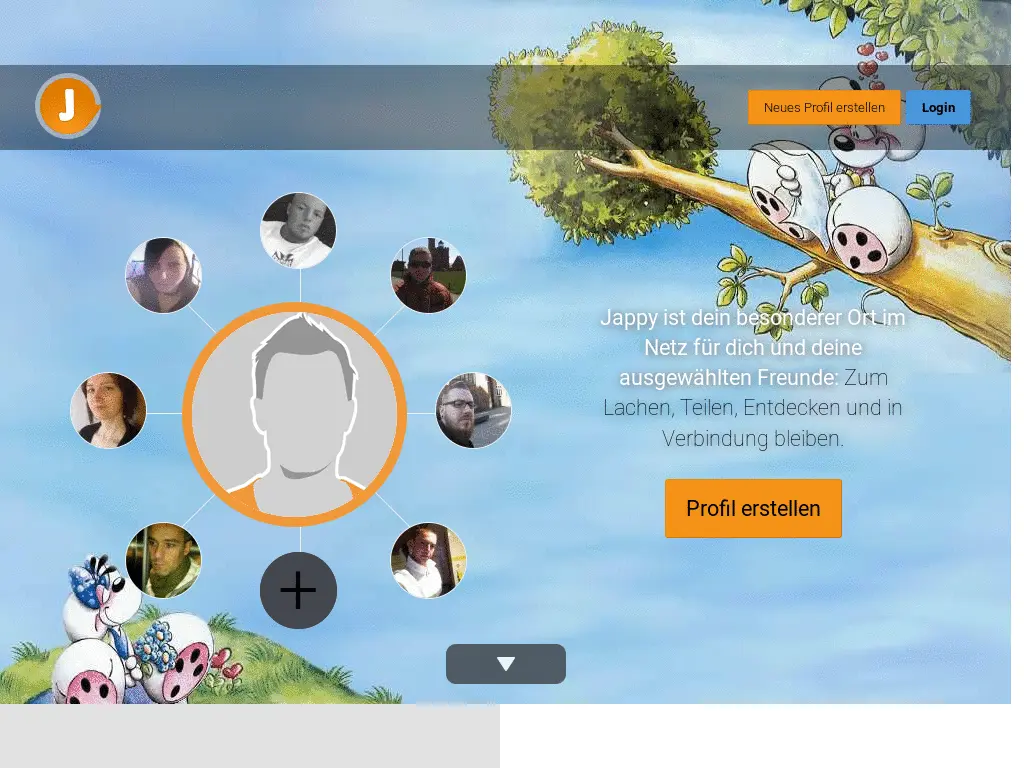 J
Neues Profil erstellen
Login
Jappy ist dein besonderer Ort im
Netz für dich und deine
ausgewählten Freunde: Zum
Lachen, Teilen, Entdecken und in
Verbindung bleiben.
Profil erstellen